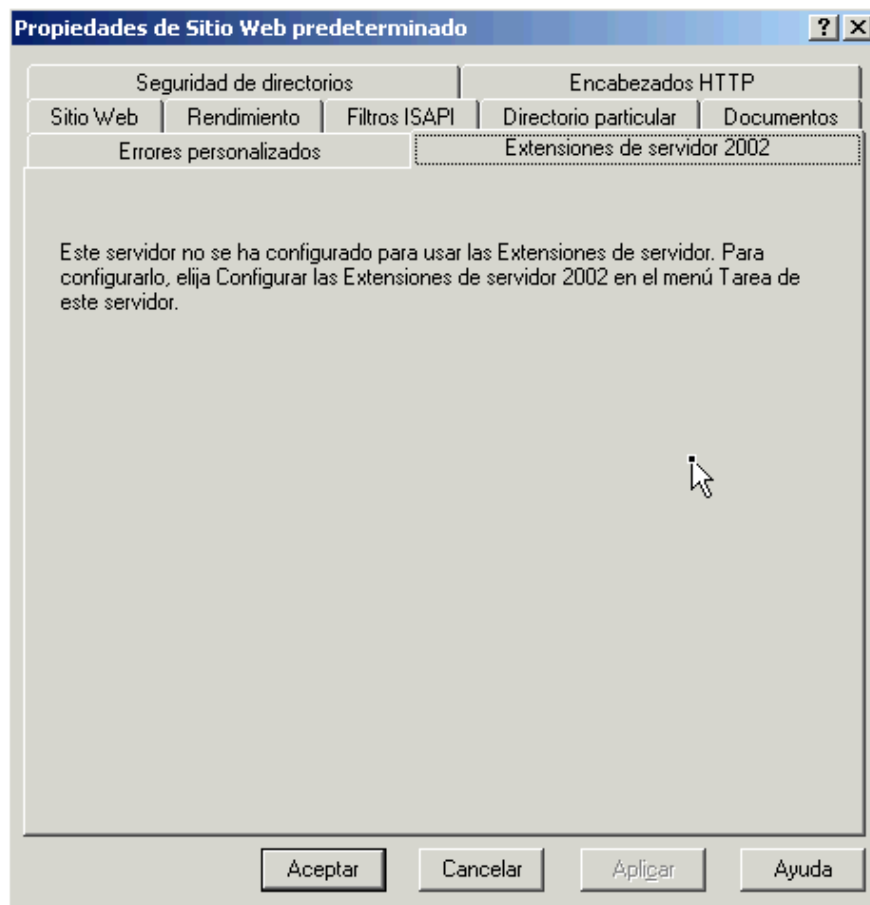 Propiedades de Sitio Web predeterminado
Seguridad de directorios
Encabezados HTTP
Sitio Web
Rendimiento
Filtros ISAPI
Directorio particular
Documentos
Errores personalizados
Extensiones de servidor 2002
Este servidor no se ha configurado para usar las Extensiones de servidor. Para
configurarlo, elija Configurar las Extensiones de servidor 2002 en el menú Tarea de
este servidor.
Aceptar
Cancelar
Aplicar
Ayuda